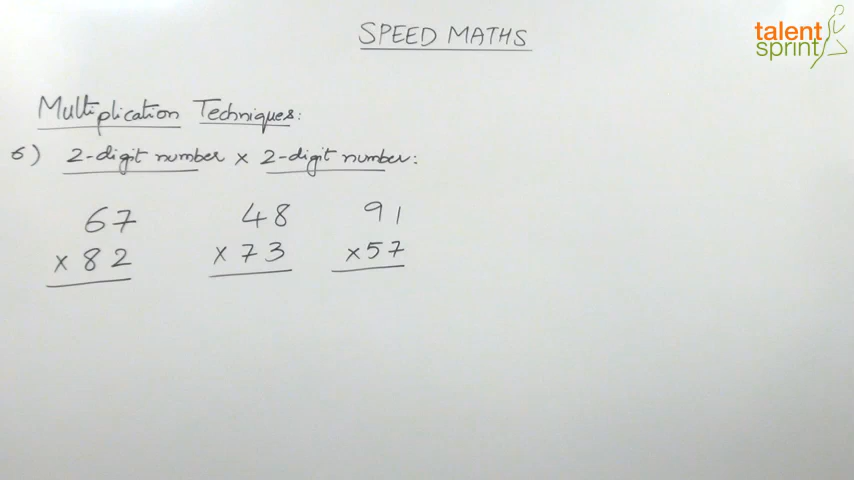 SPEED MATHS
talent
sprint
Multiplication Techniques:
6) 2-digit number x 2-digit number:
67 48 91
x 82 x 73 x 57